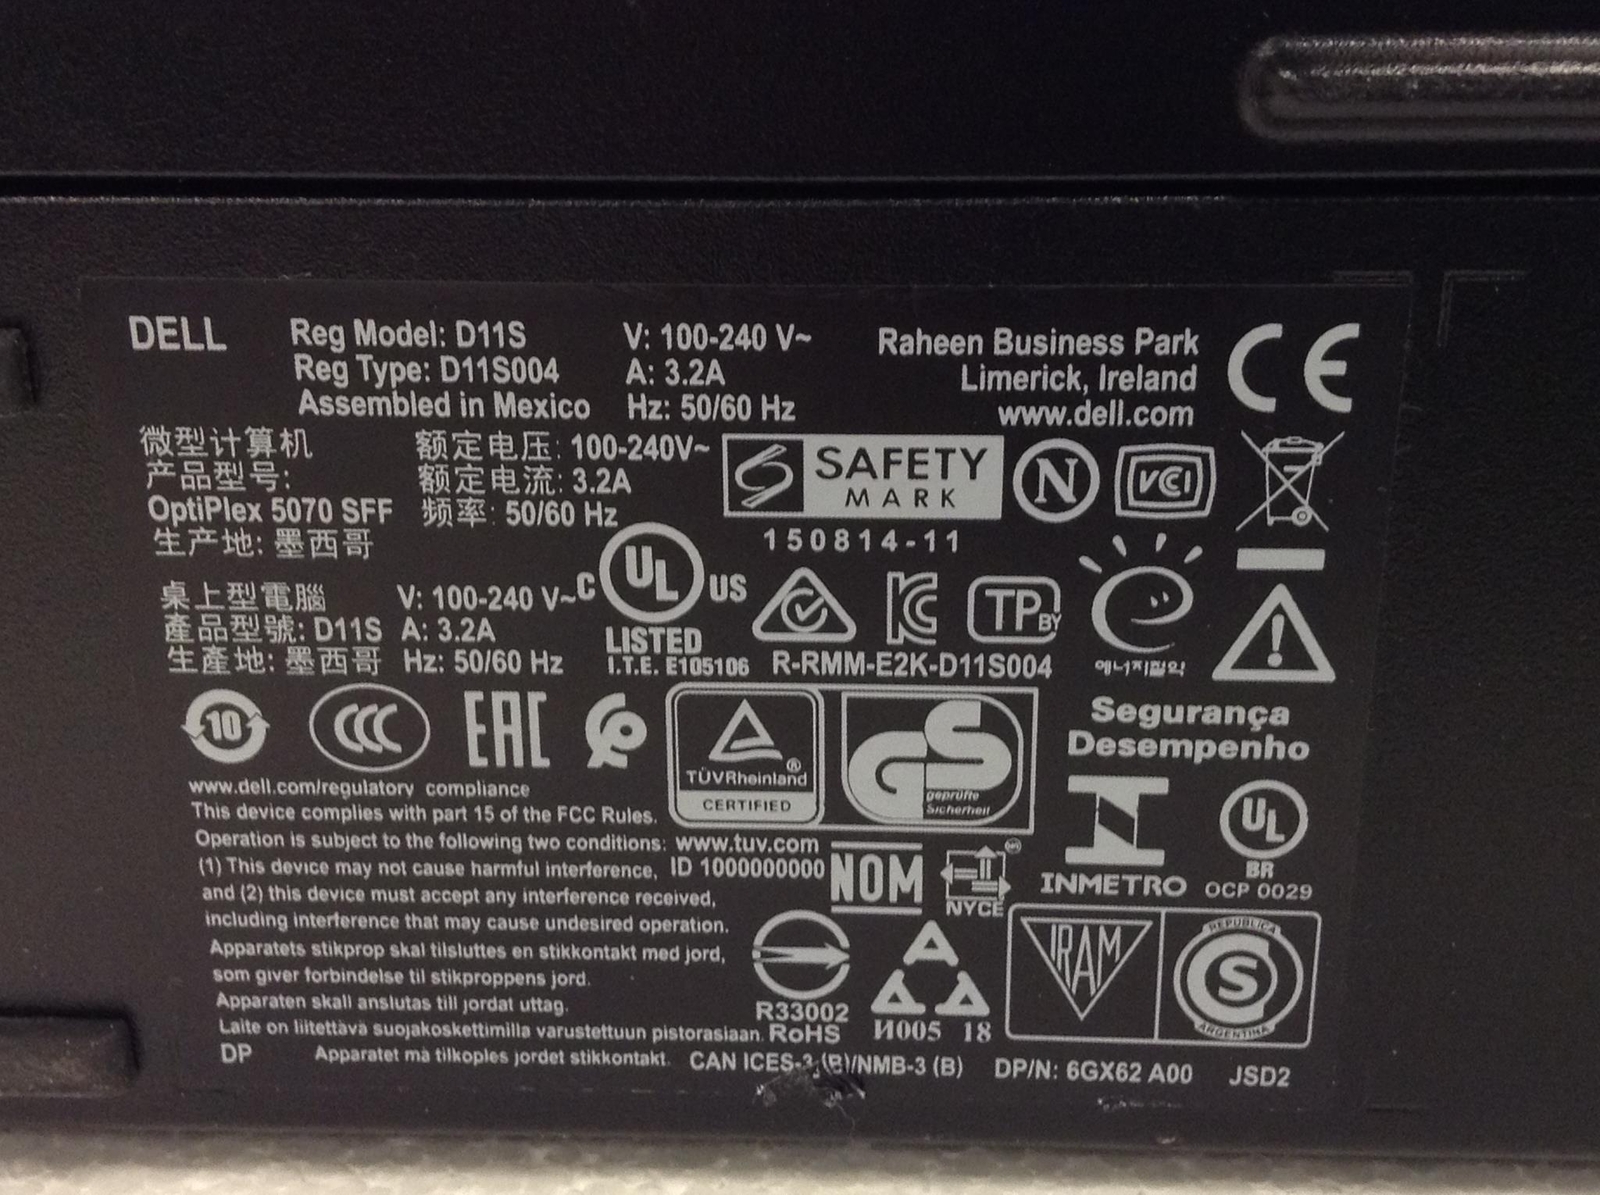 DELL
Reg Model: D11S
Reg Type: D11S004
Assembled in Mexico
V: 100-240 V~
A: 3.2A
Hz: 50/60 Hz
Raheen Business Park
Limerick, Ireland
www.dell.com
CE
微型计算机
产品型号:
OptiPlex 5070 SFF
生产地: 墨西哥
额定电压: 100-240V~
额定电流: 3.2A
频率: 50/60 Hz
SAFETY
MARK
150814-11
N
VCI
桌上型電腦
產品型號: D11S
生產地: 墨西哥
V: 100-240 V~
A: 3.2A
Hz: 50/60 Hz
C UL US
LISTED
I.T.E. E105106
KC
TP BY
R-RMM-E2K-D11S004
에너지절약
10
CCC
EAC
TÜVRheinland
CERTIFIED
GS
geprüfte
Sicherheit
Segurança
Desempenho
INMETRO
UL
BR
OCP 0029
www.dell.com/regulatory_compliance
This device complies with part 15 of the FCC Rules.
Operation is subject to the following two conditions:
(1) This device may not cause harmful interference,
and (2) this device must accept any interference received,
including interference that may cause undesired operation.
www.tuv.com
ID 1000000000
NOM
NYCE
Apparatets stikprop skal tilsluttes en stikkontakt med jord,
som giver forbindelse til stikproppens jord.
Apparaten skall anslutas till jordat uttag.
Laite on liitettävä suojakoskettimilla varustettuun pistorasiaan.
R33002
RoHS
И005 18
IRAM
REPUBLICA
S
ARGENTINA
DP
Apparatet må tilkoples jordet stikkontakt.
CAN ICES-3 (B)/NMB-3 (B)
DP/N: 6GX62 A00
JSD2